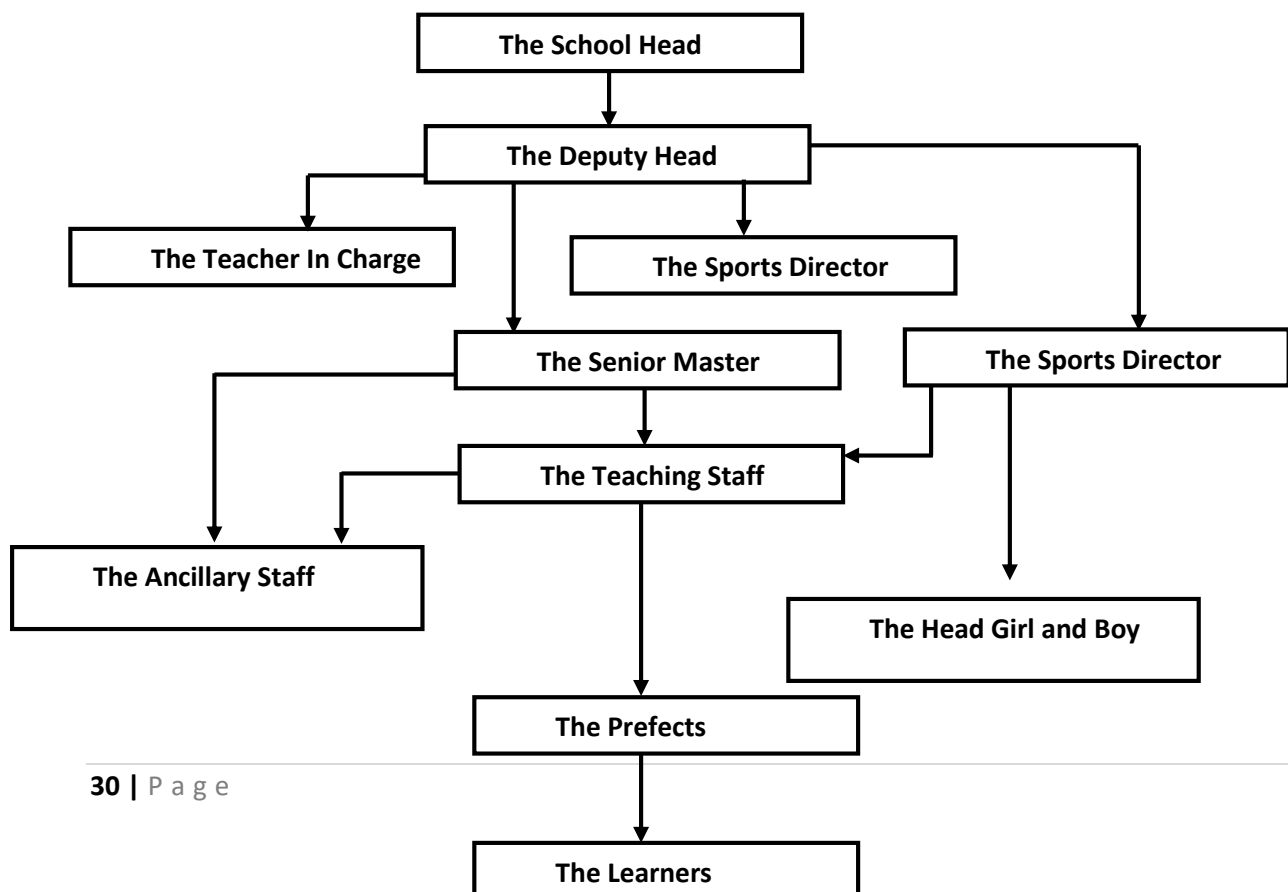 The School Head
The Deputy Head
The Teacher In Charge
The Sports Director
The Senior Master
The Sports Director
The Teaching Staff
The Ancillary Staff
The Head Girl and Boy
The Prefects
30 | P a g e
The Learners